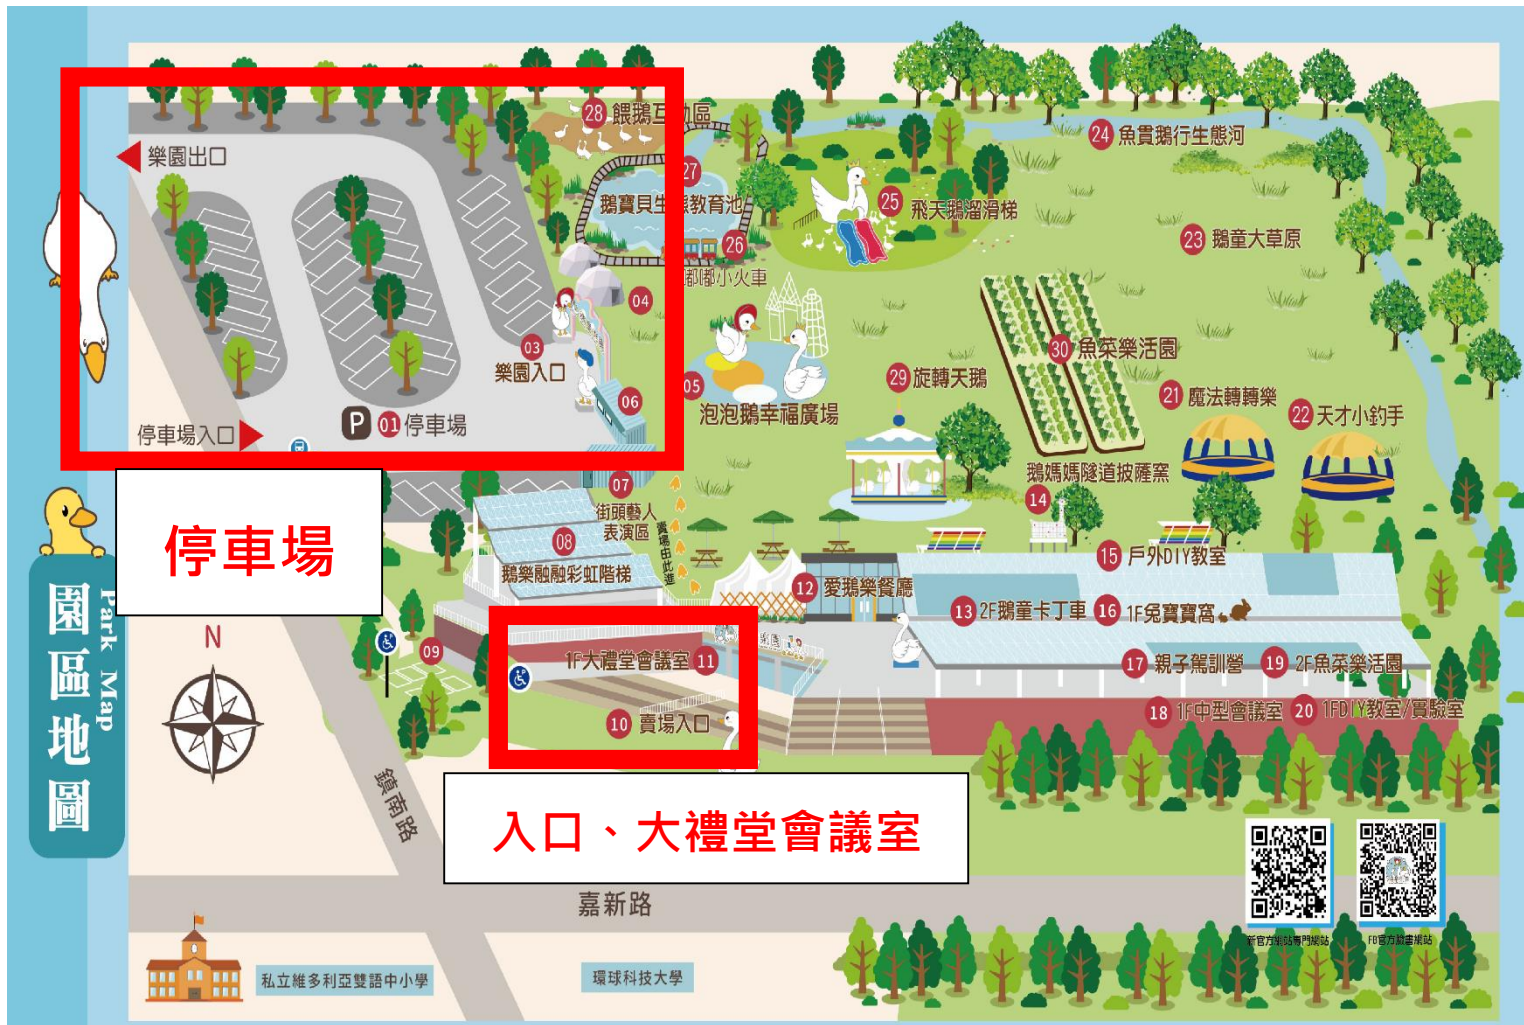 園區地圖
Park Map
樂園出口
28 餵鵝互動區
27
鵝寶貝生態教育池
26
嘟嘟小火車
25 飛天鵝溜滑梯
24 魚貫鵝行生態河
23 鵝童大草原
04
03
樂園入口
06
05
泡泡鵝幸福廣場
P 01 停車場
停車場入口
29 旋轉天鵝
30 魚菜樂活園
21 魔法轉轉樂
22 天才小釣手
停車場
07
街頭藝人
表演區
賣場由此進
08
鵝樂融融彩虹階梯
鵝媽媽隧道披薩窯
14
15 戶外DIY教室
12 愛鵝樂餐廳
13 2F鵝童卡丁車
16 1F兔寶寶窩
09
1F大禮堂會議室 11
10 賣場入口
17 親子駕訓營
19 2F魚菜樂活園
18 1F中型會議室
20 1FDIY教室/實驗室
N
鎮南路
入口、大禮堂會議室
嘉新路
私立維多利亞雙語中小學
環球科技大學
FB官方臉書網站